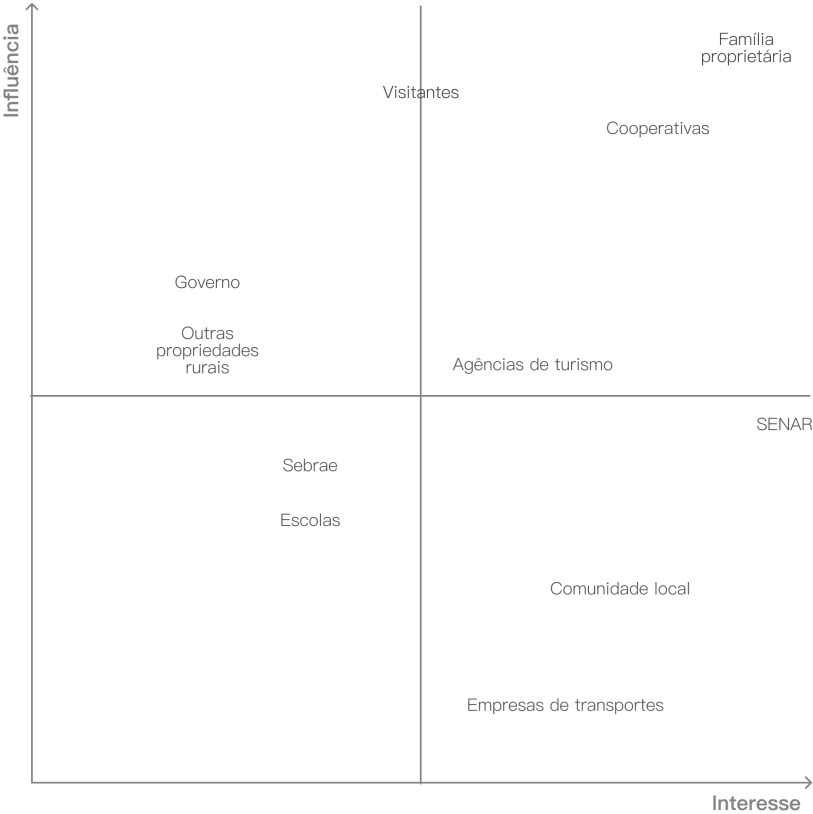 Influência
Família
proprietária
Visitantes
Cooperativas
Governo
Outras
propriedades
rurais
Agências de turismo
SENAR
Sebrae
Escolas
Comunidade local
Empresas de transportes
Interesse